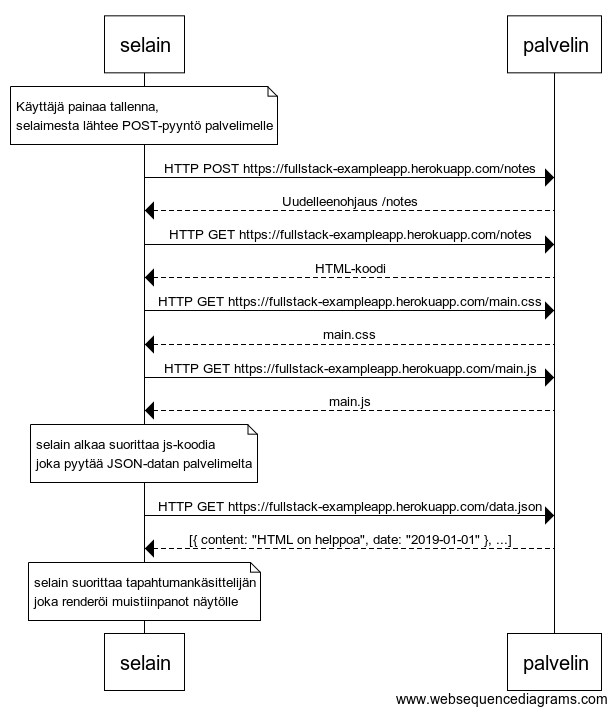 selain
palvelin
Käyttäjä painaa tallenna,
selaimesta lähtee POST-pyyntö palvelimelle
HTTP POST https://fullstack-exampleapp.herokuapp.com/notes
Uudelleenohjaus /notes
HTTP GET https://fullstack-exampleapp.herokuapp.com/notes
HTML-koodi
HTTP GET https://fullstack-exampleapp.herokuapp.com/main.css
main.css
HTTP GET https://fullstack-exampleapp.herokuapp.com/main.js
main.js
selain alkaa suorittaa js-koodia
joka pyytää JSON-datan palvelimelta
HTTP GET https://fullstack-exampleapp.herokuapp.com/data.json
[{ content: "HTML on helppoa", date: "2019-01-01" }, ...]
selain suorittaa tapahtumankäsittelijän
joka renderöi muistiinpanot näytölle
selain
palvelin
www.websequencediagrams.com